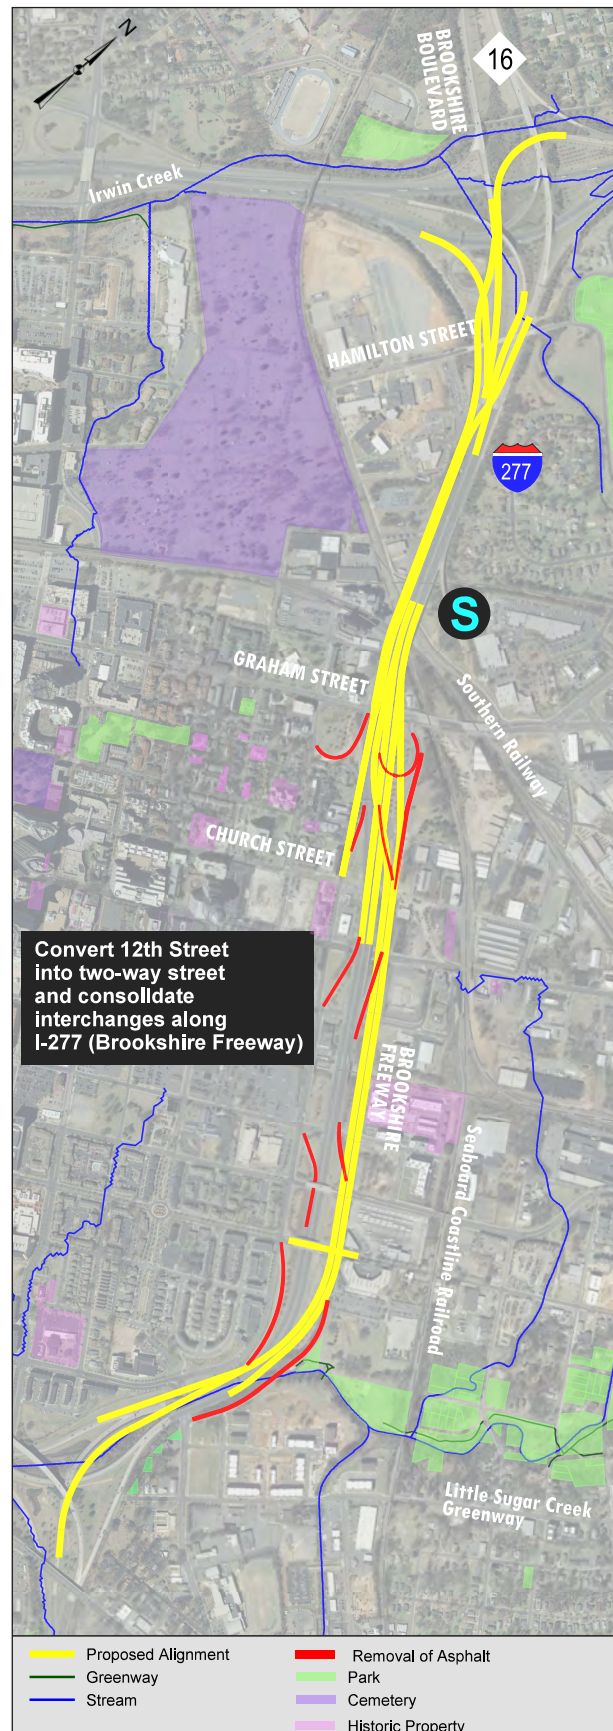 N
BROOKSHIRE
BOULEVARD
16
Irwin Creek
HAMILTON STREET
277
S
GRAHAM STREET
Southern Railway
CHURCH STREET
Convert 12th Street
into two-way street
and consolidate
interchanges along
I-277 (Brookshire Freeway)
BROOKSHIRE
FREEWAY
Seaboard Coastline Railroad
Little Sugar Creek
Greenway
Proposed Alignment
Greenway
Stream
Removal of Asphalt
Park
Cemetery
Historic Property